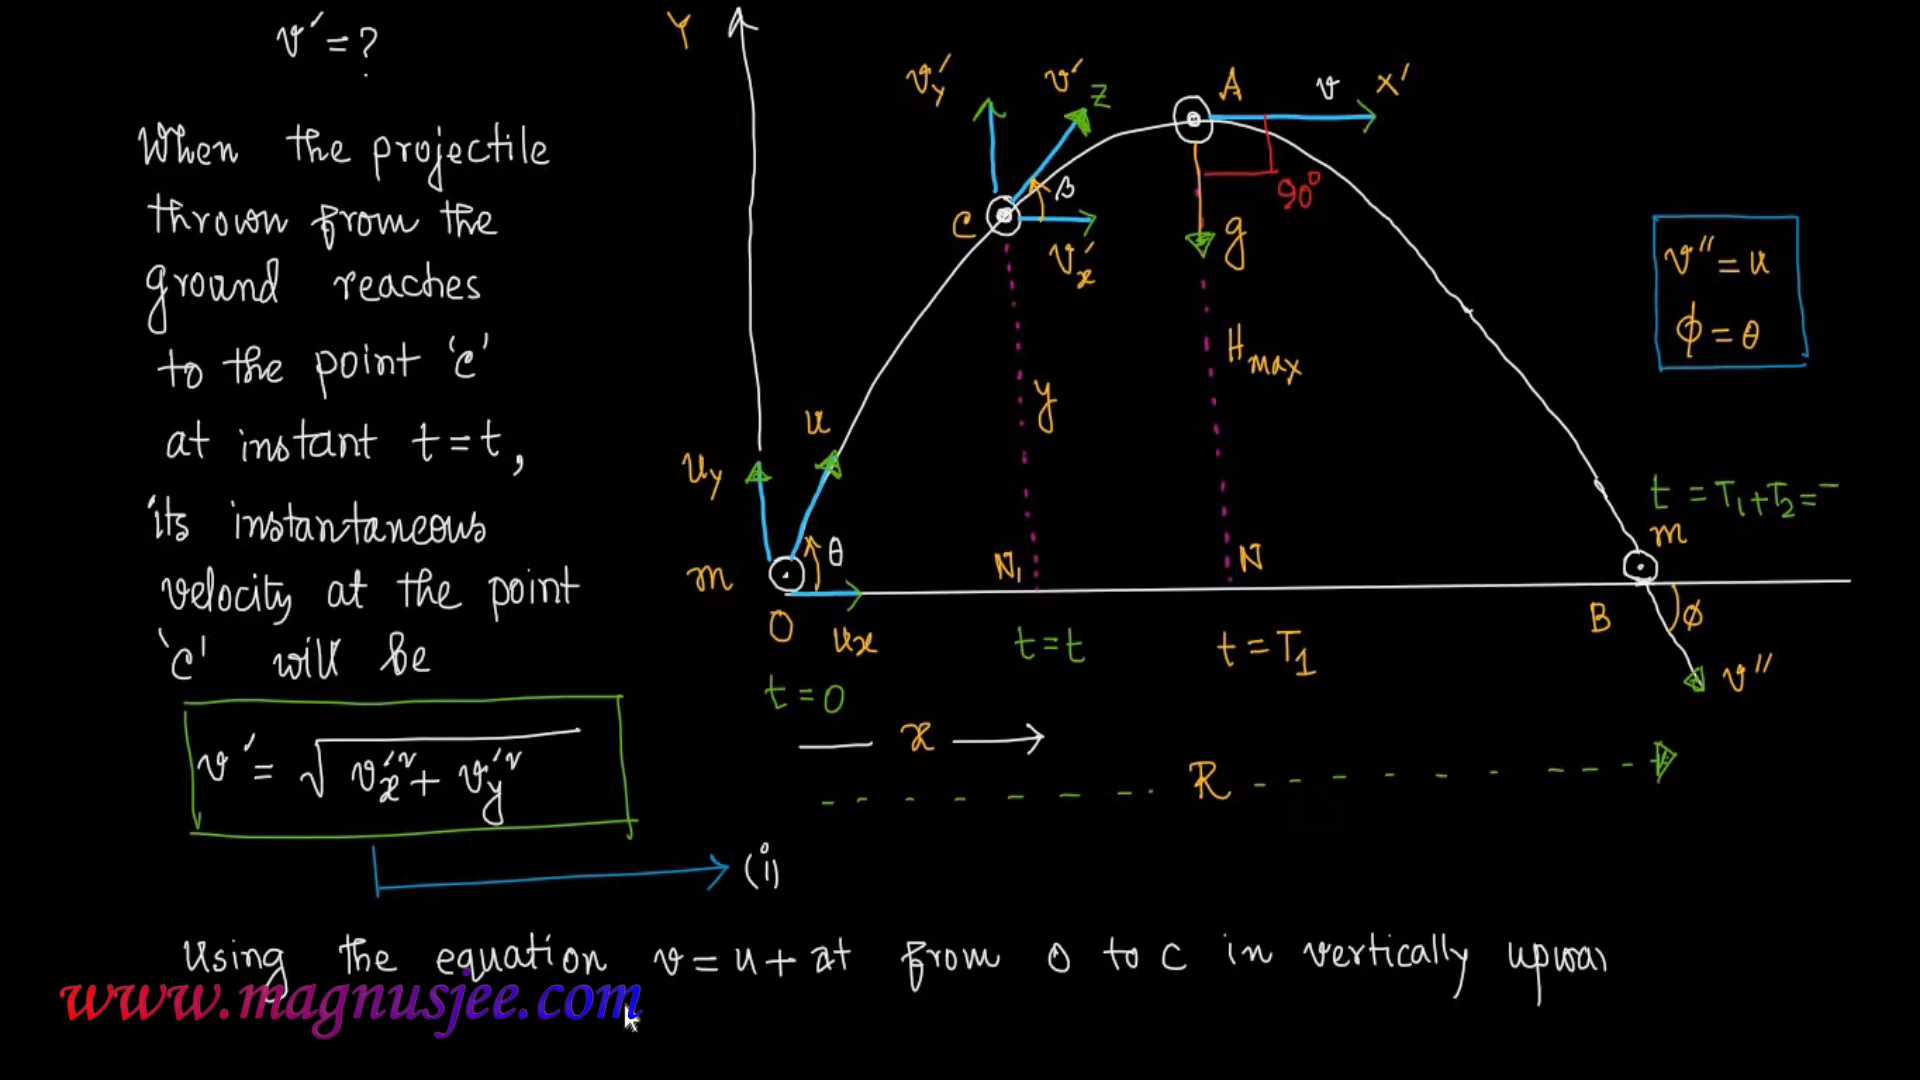 v' = ?
When the projectile
thrown from the
ground reaches
to the point 'c'
at instant t = t,
its instantaneous
velocity at the point
'c' will be
v' = √ v'x² + v'y²
(i)
Using the equation v = u + at from O to C in vertically upwar
www.magnusjee.com
Y
v'y
v'
Z
A
v
X'
C
β
v'x
90°
g
Hmax
y
v'' = u
ϕ = θ
u
uy
θ
m
O
ux
t = 0
N1
t = t
N
t = T1
t = T1 + T2 =
m
B
ϕ
v''
x
R